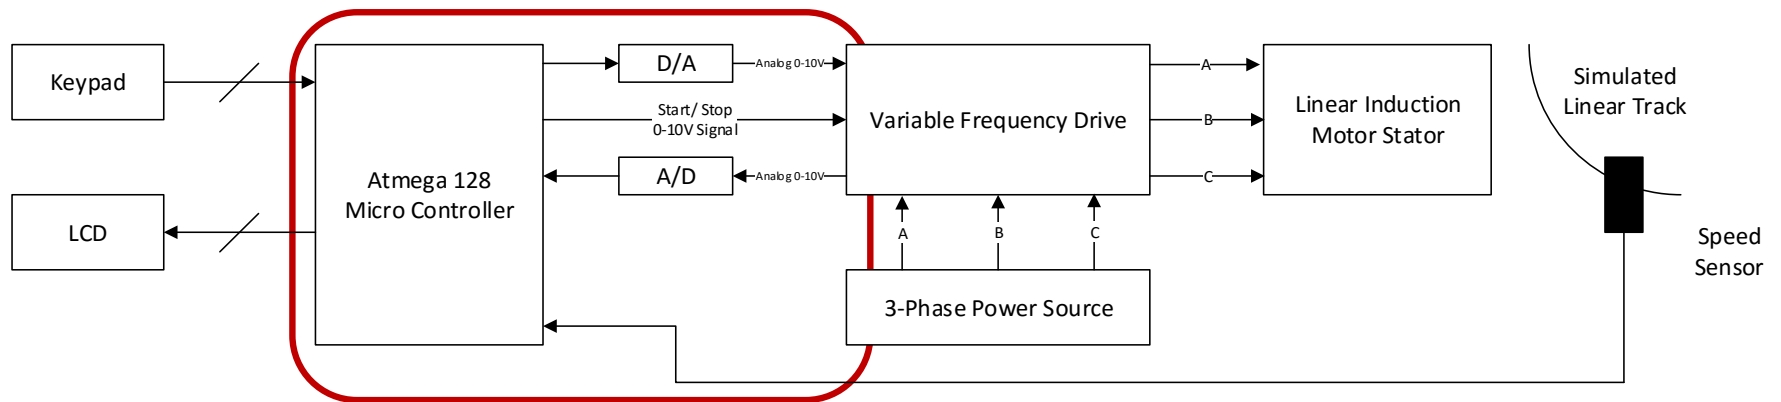 Keypad
LCD
Atmega 128
Micro Controller
D/A
Analog 0-10V
Start/ Stop
0-10V Signal
A/D
Analog 0-10V
Variable Frequency Drive
A
B
C
3-Phase Power Source
A
B
C
Linear Induction
Motor Stator
Simulated
Linear Track
Speed
Sensor